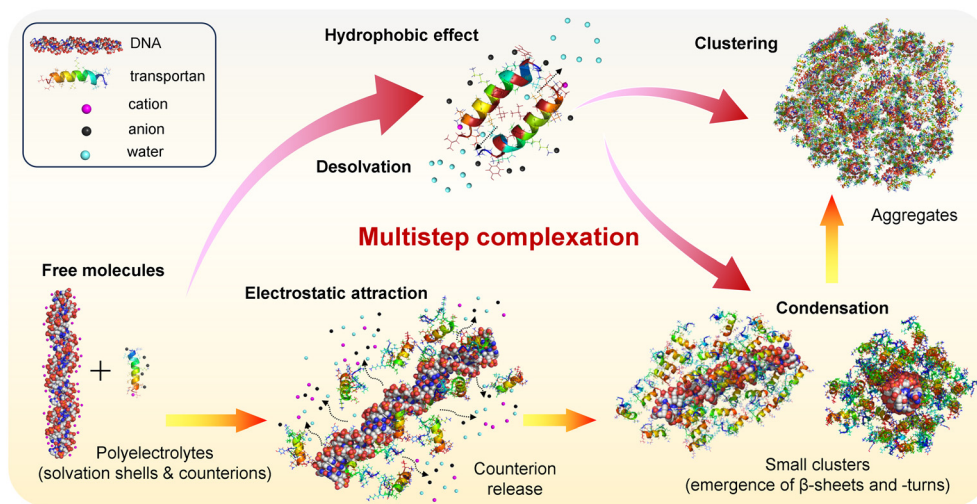 DNA
transportan
cation
anion
water
Hydrophobic effect
Desolvation
Clustering
Aggregates
Multistep complexation
Free molecules
Electrostatic attraction
Condensation
Polyelectrolytes
(solvation shells & counterions)
Counterion
release
Small clusters
(emergence of β-sheets and -turns)